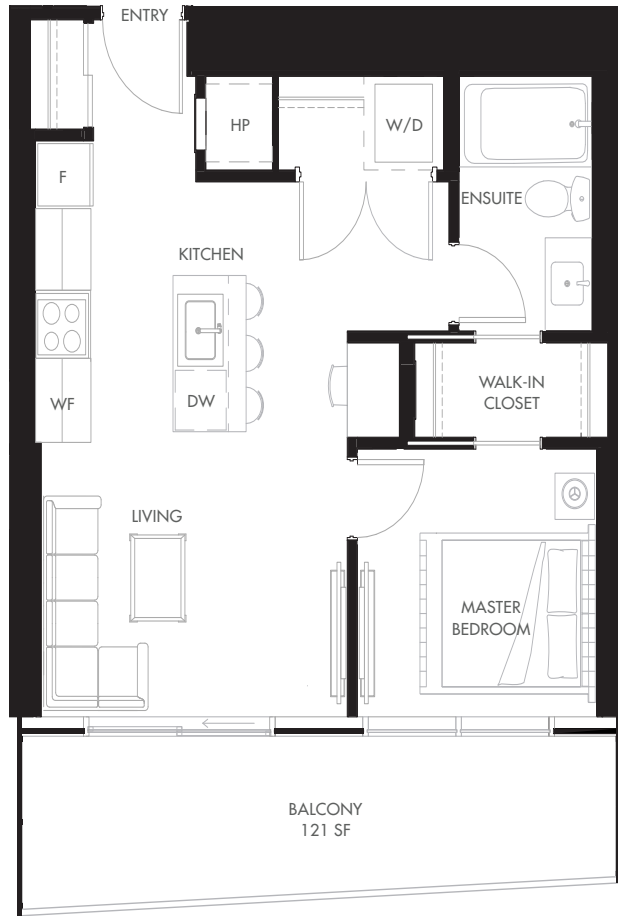 ENTRY
HP
W/D
F
ENSUITE
KITCHEN
WALK-IN
CLOSET
WF
DW
LIVING
MASTER
BEDROOM
BALCONY
121 SF